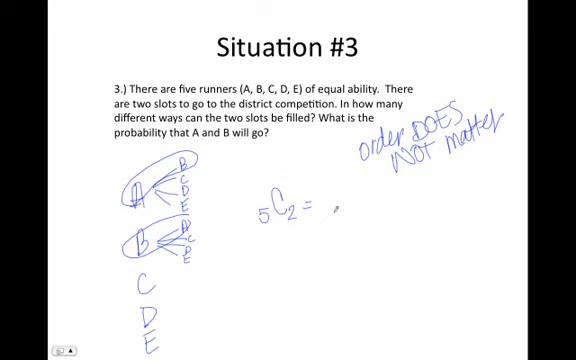 Situation #3
3.) There are five runners (A, B, C, D, E) of equal ability. There
are two slots to go to the district competition. In how many
different ways can the two slots be filled? What is the
probability that A and B will go?
order DOES
NOT matter
A
B
C
D
E
5C2 =
B
A
C
D
E
C
D
E